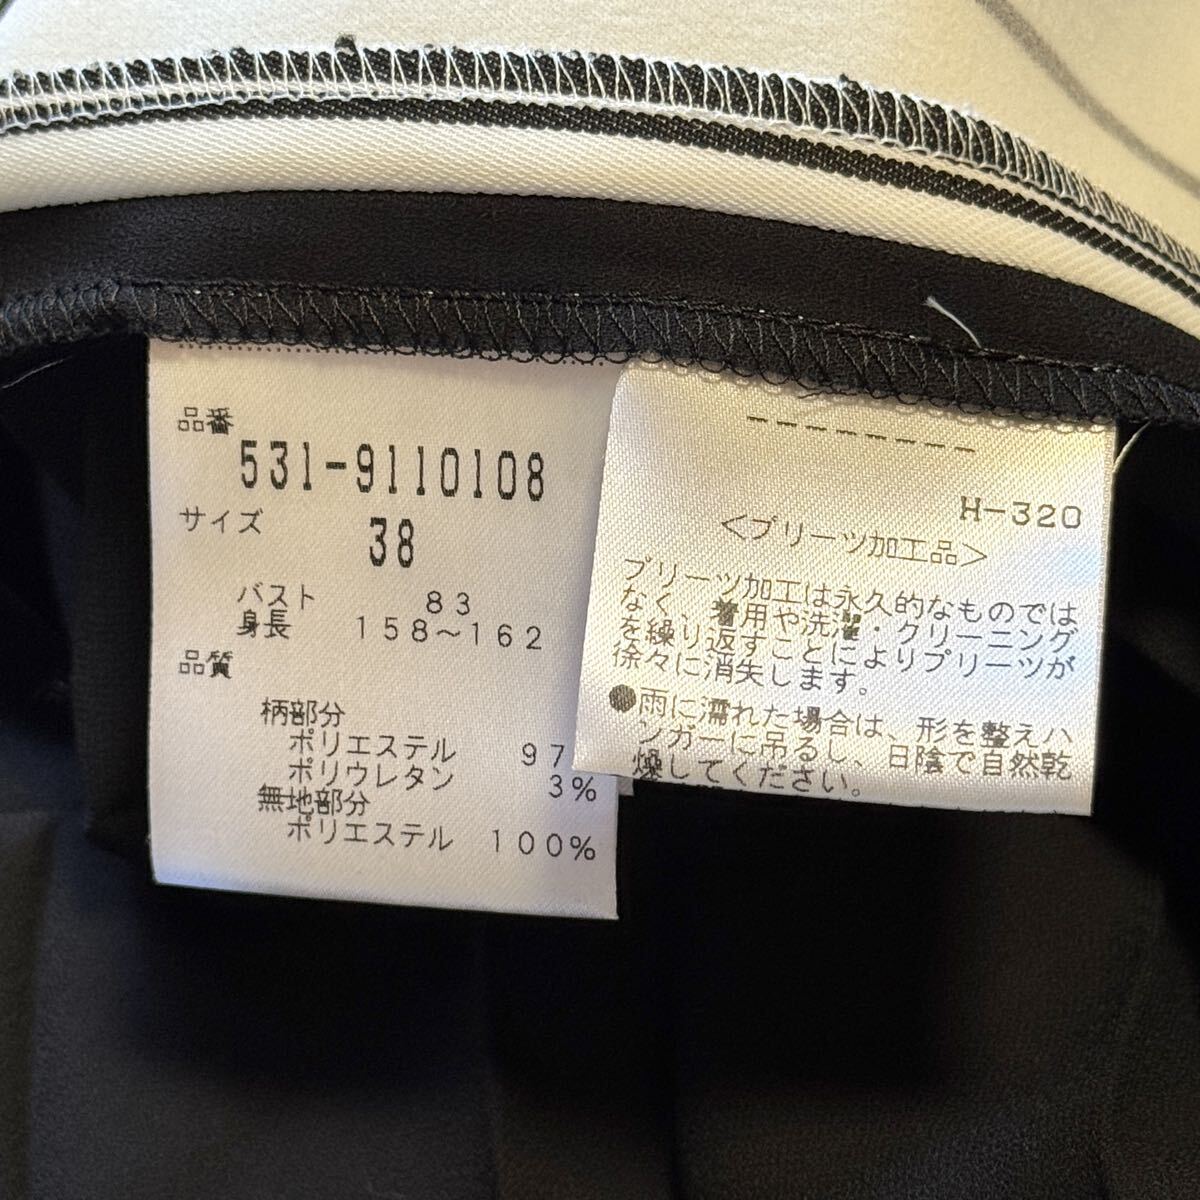 品番
531-9110108
サイズ
38
バスト 83
身長 158～162
品質
柄部分
ポリエステル 97
ポリウレタン 3%
無地部分
ポリエステル 100%
--------
H-320
＜プリーツ加工品＞
プリーツ加工は永久的なものでは
なく 着用や洗濯・クリーニング
を繰り返すことによりプリーツが
徐々に消失します。
●雨に濡れた場合は、形を整えハ
ンガーに吊るし、日陰で自然乾
燥してください。